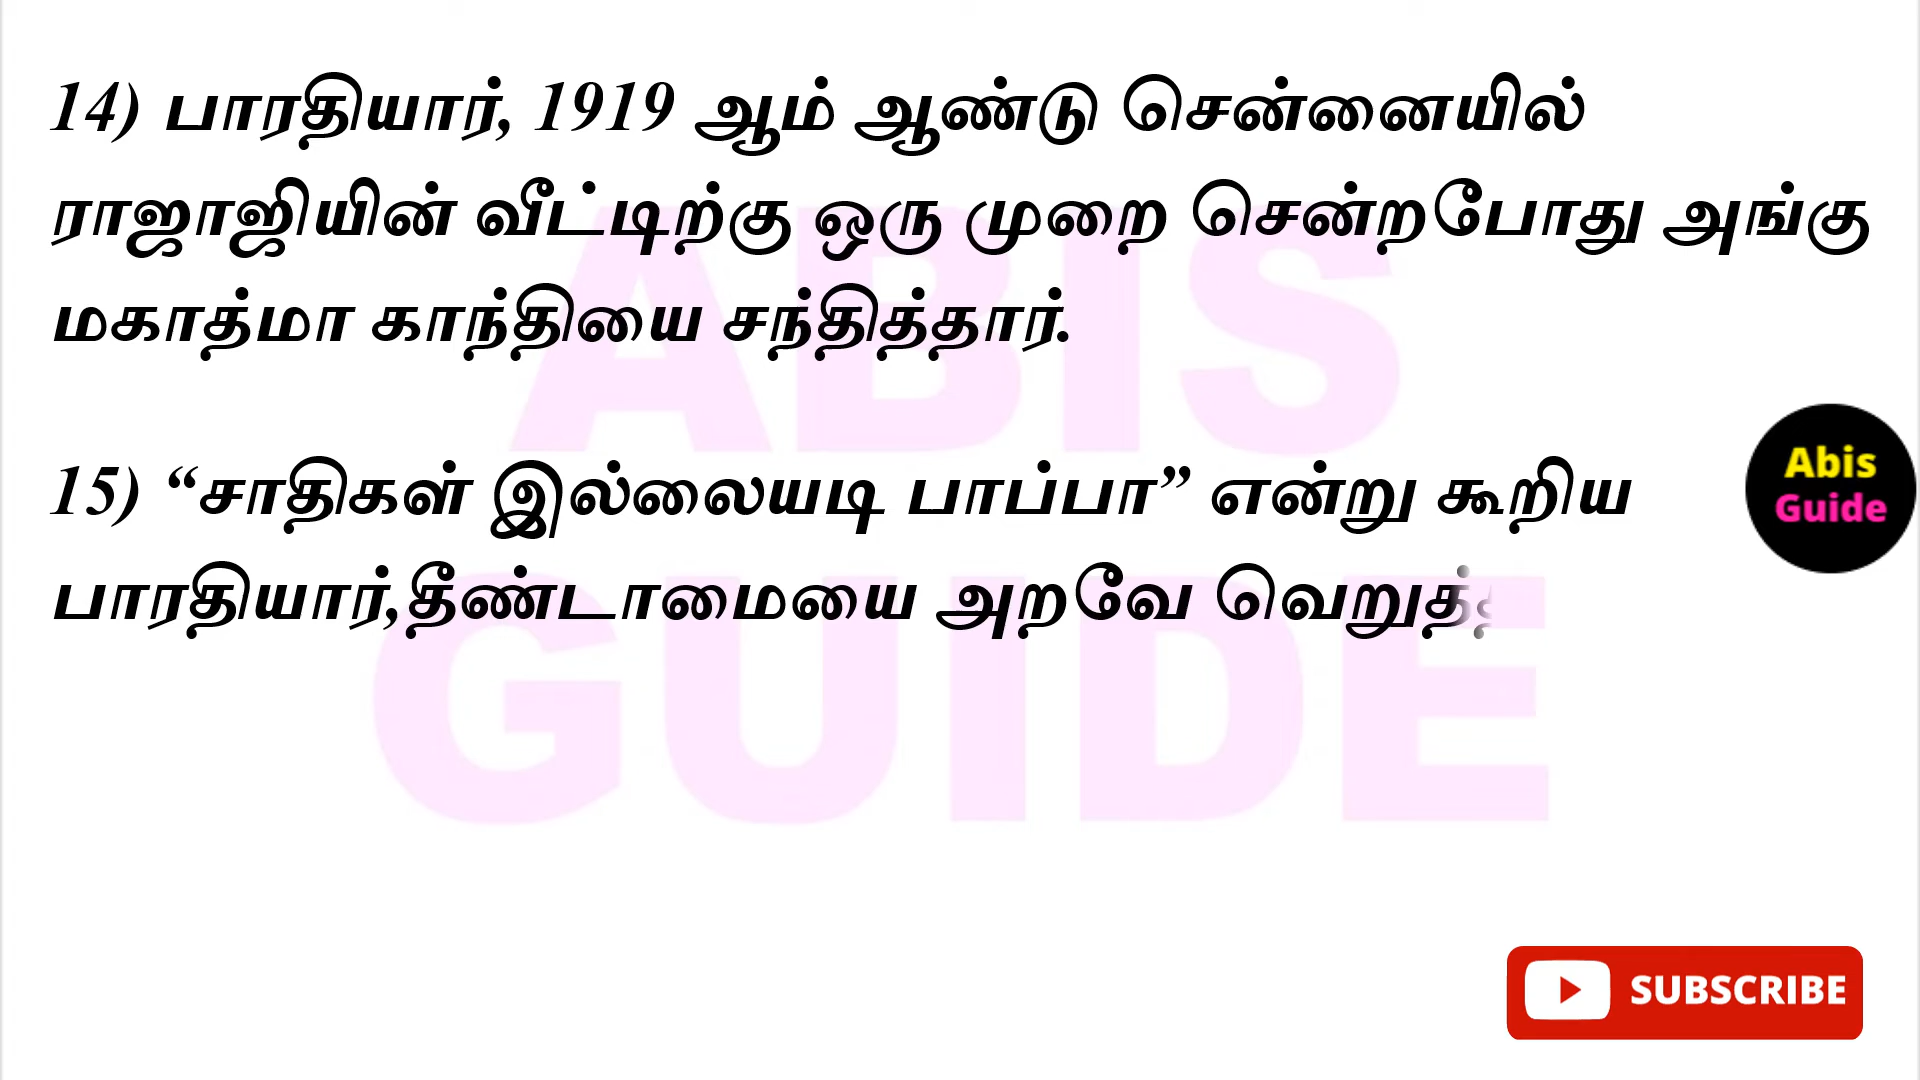 14) பாரதியார், 1919 ஆம் ஆண்டு சென்னையில்
ராஜாஜியின் வீட்டிற்கு ஒரு முறை சென்றபோது அங்கு
மகாத்மா காந்தியை சந்தித்தார்.
15) “சாதிகள் இல்லையடி பாப்பா” என்று கூறிய
பாரதியார்,தீண்டாமையை அறவே
ABIS
GUIDE
Abis
Guide
SUBSCRIBE